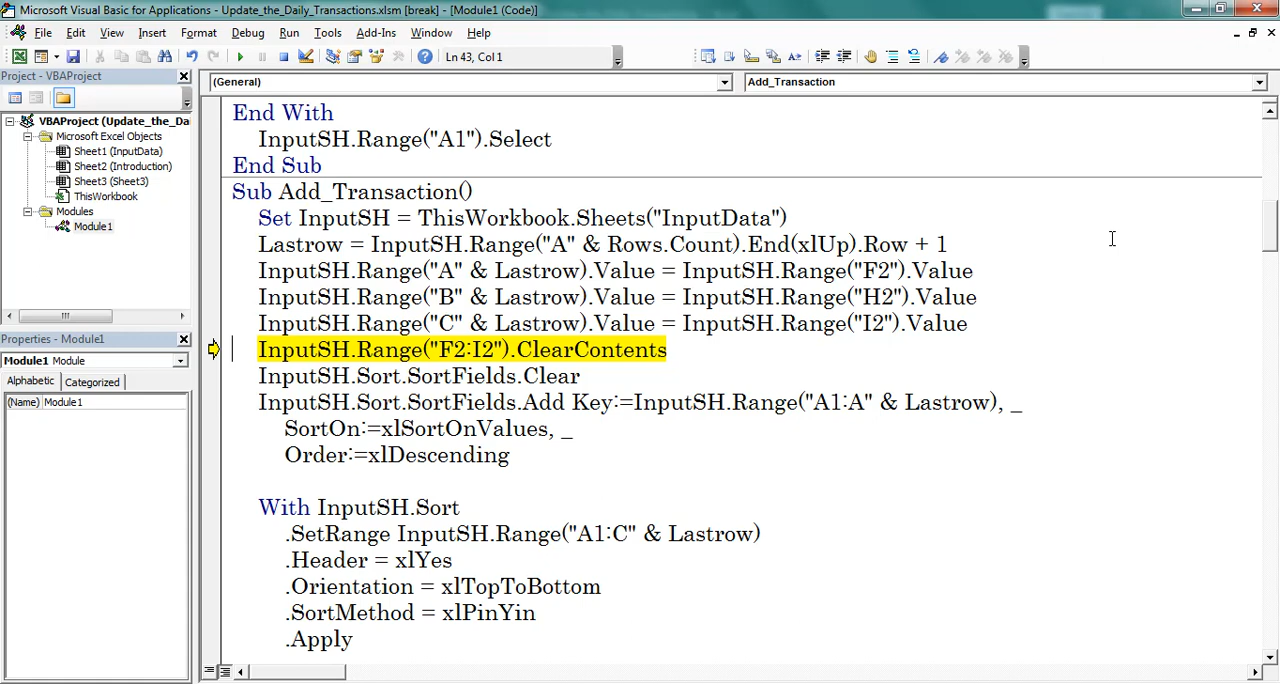 Microsoft Visual Basic for Applications - Update_the_Daily_Transactions.xlsm [break] - [Module1 (Code)]
File Edit View Insert Format Debug Run Tools Add-Ins Window Help
Ln 43, Col 1
Project - VBAProject
VBAProject (Update_the_Da
Microsoft Excel Objects
Sheet1 (InputData)
Sheet2 (Introduction)
Sheet3 (Sheet3)
ThisWorkbook
Modules
Module1
Properties - Module1
Module1 Module
Alphabetic Categorized
(Name) Module1
(General) Add_Transaction
End With
InputSH.Range("A1").Select
End Sub
Sub Add_Transaction()
Set InputSH = ThisWorkbook.Sheets("InputData")
Lastrow = InputSH.Range("A" & Rows.Count).End(xlUp).Row + 1
InputSH.Range("A" & Lastrow).Value = InputSH.Range("F2").Value
InputSH.Range("B" & Lastrow).Value = InputSH.Range("H2").Value
InputSH.Range("C" & Lastrow).Value = InputSH.Range("I2").Value
InputSH.Range("F2:I2").ClearContents
InputSH.Sort.SortFields.Clear
InputSH.Sort.SortFields.Add Key:=InputSH.Range("A1:A" & Lastrow), _
SortOn:=xlSortOnValues, _
Order:=xlDescending
With InputSH.Sort
.SetRange InputSH.Range("A1:C" & Lastrow)
.Header = xlYes
.Orientation = xlTopToBottom
.SortMethod = xlPinYin
.Apply